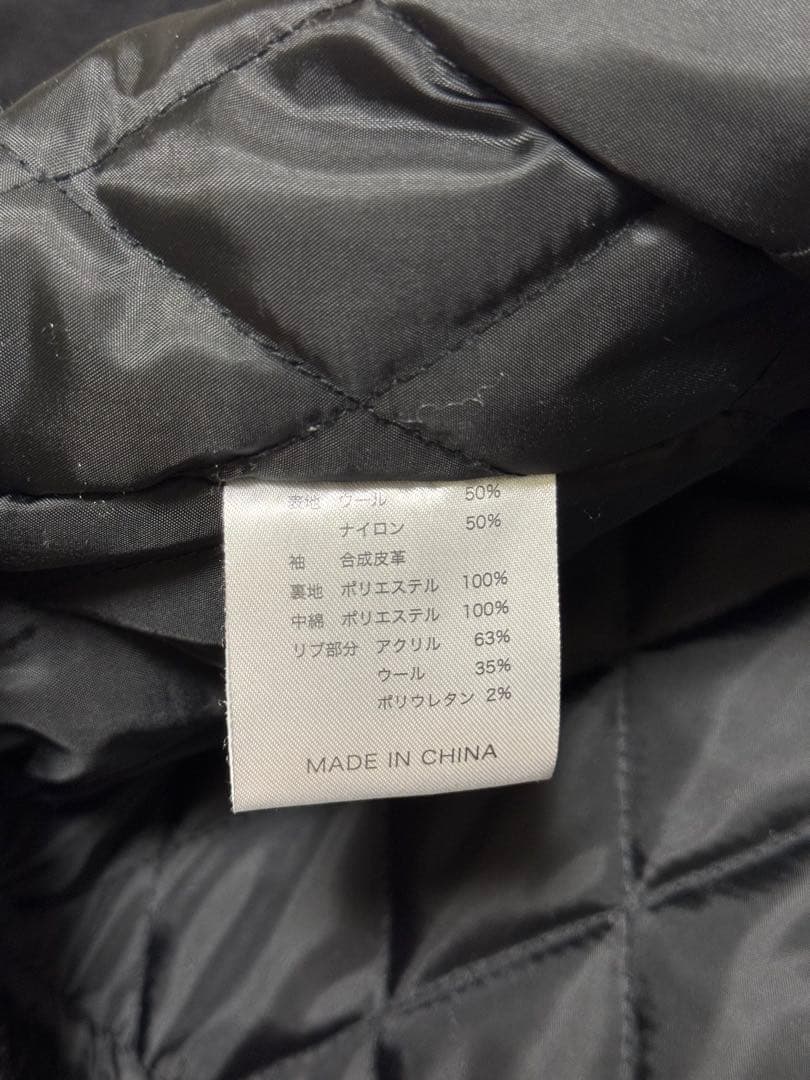 表地 ウール 50%
ナイロン 50%
袖 合成皮革
裏地 ポリエステル 100%
中綿 ポリエステル 100%
リブ部分 アクリル 63%
ウール 35%
ポリウレタン 2%
MADE IN CHINA